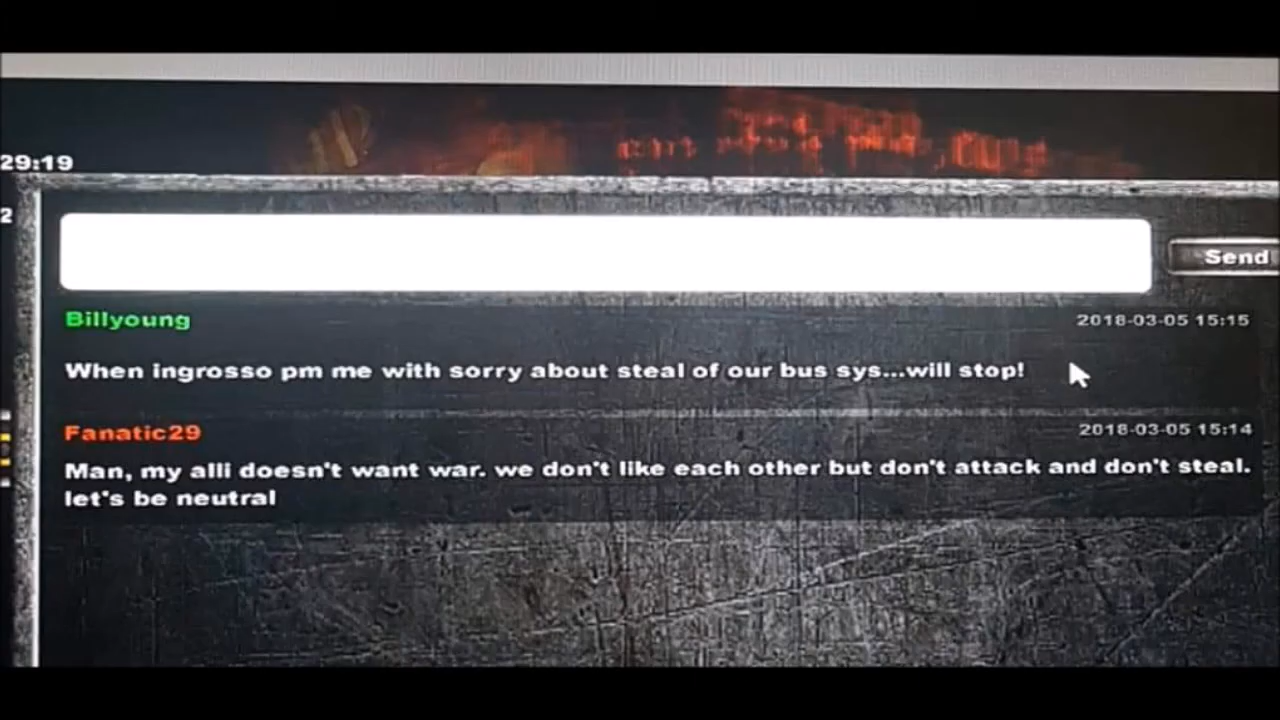 29:19
2
Send
Billyoung
2018-03-05 15:15
When ingrosso pm me with sorry about steal of our bus sys...will stop!
Fanatic29
2018-03-05 15:14
Man, my alli doesn't want war. we don't like each other but don't attack and don't steal.
let's be neutral